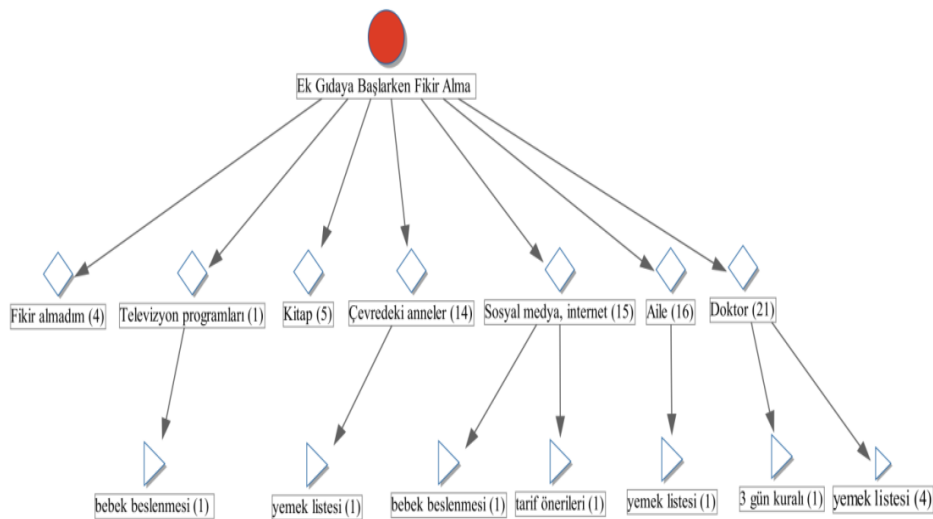 Ek Gıdaya Başlarken Fikir Alma
Fikir almadım (4)
Televizyon programları (1)
Kitap (5)
Çevredeki anneler (14)
Sosyal medya, internet (15)
Aile (16)
Doktor (21)
bebek beslenmesi (1)
yemek listesi (1)
bebek beslenmesi (1)
tarif önerileri (1)
yemek listesi (1)
3 gün kuralı (1)
yemek listesi (4)